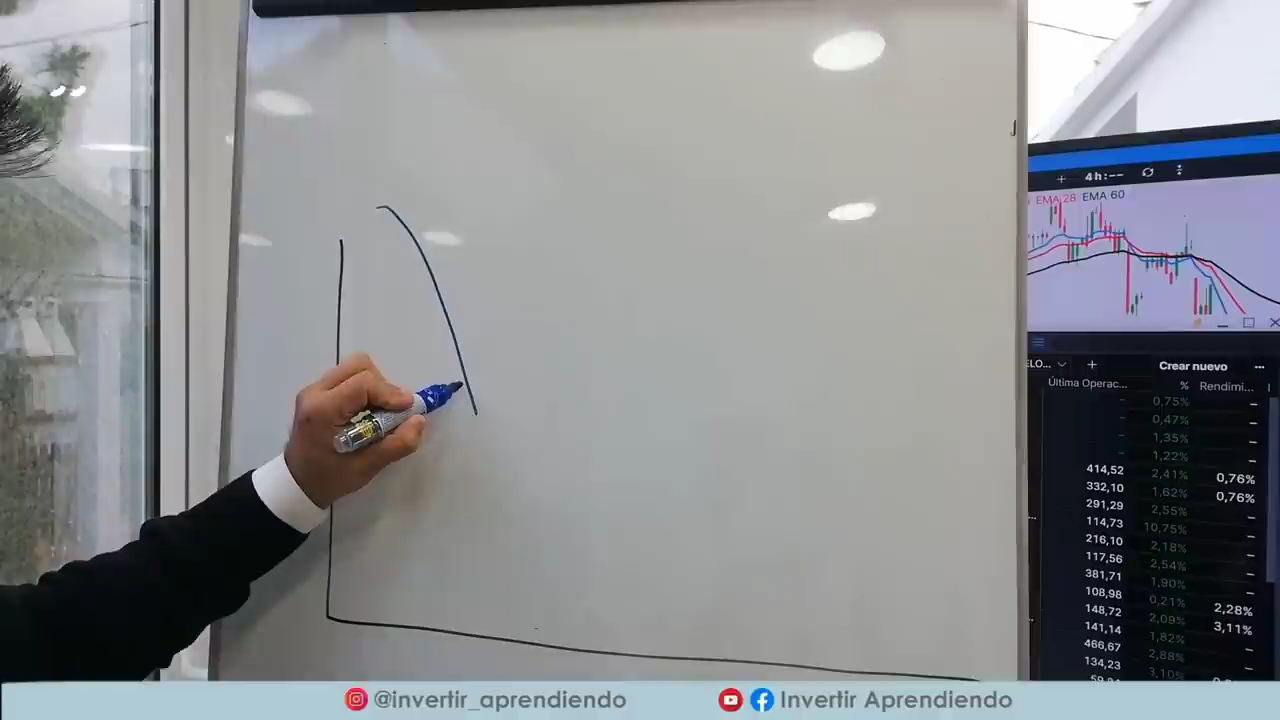 + 4h:--
EMA 28 EMA 60
ELO... + Crear nuevo ...
Última Operac... % Rendimi...
0,75% –
0,47% –
1,35% –
1,22% –
414,52 2,41% 0,76%
332,10 1,62% 0,76%
291,29 2,55% –
114,73 10,75% –
216,10 2,18% –
117,56 2,54% –
381,71 1,90% –
108,98 0,21% 2,28%
148,72 2,09% 3,11%
141,14 1,82%
466,67 2,88% –
134,23 3,10%
@invertir_aprendiendo Invertir Aprendiendo